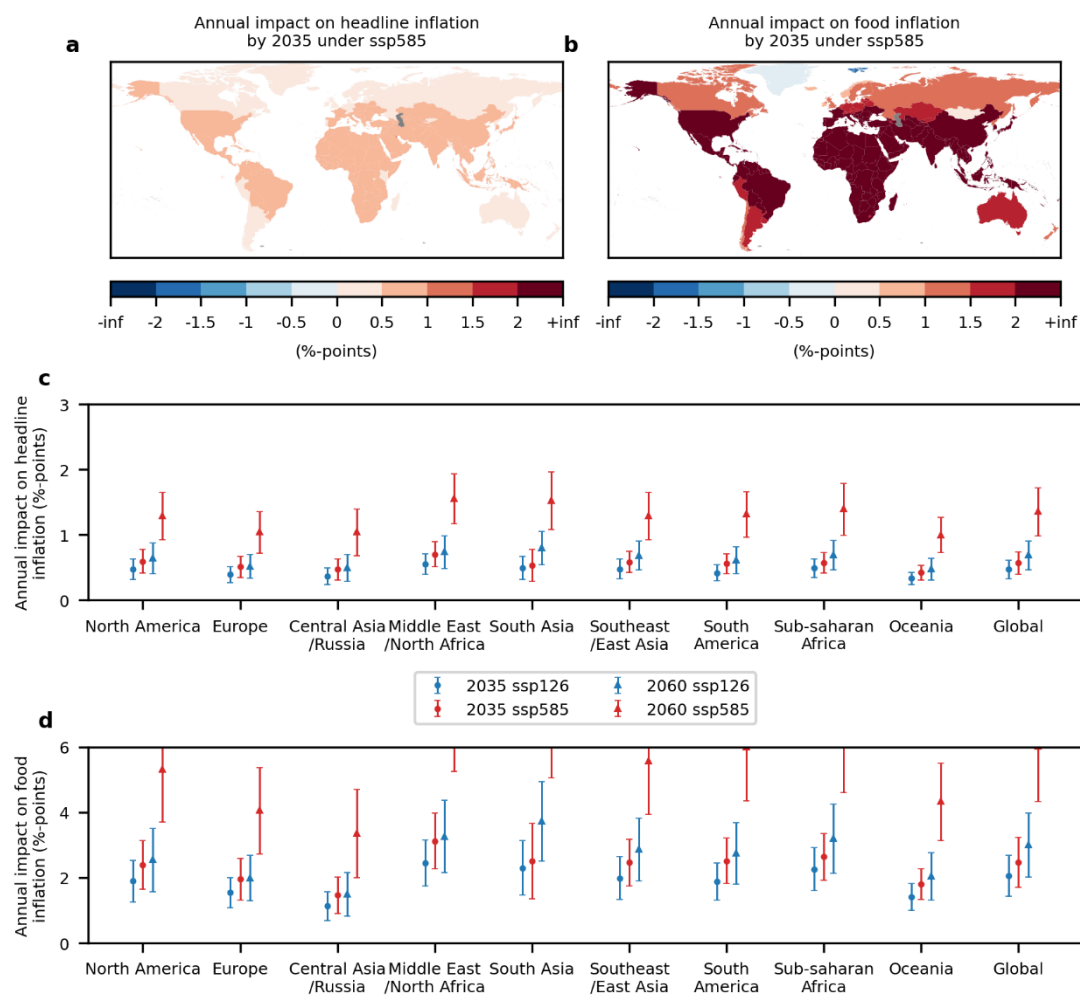 Annual impact on headline inflation
by 2035 under ssp585
a
Annual impact on food inflation
by 2035 under ssp585
b
-inf -2 -1.5 -1 -0.5 0 0.5 1 1.5 2 +inf
(%-points)
-inf -2 -1.5 -1 -0.5 0 0.5 1 1.5 2 +inf
(%-points)
c
Annual impact on headline
inflation (%-points)
3
2
1
0
North America
Europe
Central Asia
/Russia
Middle East
/North Africa
South Asia
Southeast
/East Asia
South
America
Sub-saharan
Africa
Oceania
Global
2035 ssp126
2035 ssp585
2060 ssp126
2060 ssp585
d
Annual impact on food
inflation (%-points)
6
4
2
0
North America
Europe
Central Asia
/Russia
Middle East
/North Africa
South Asia
Southeast
/East Asia
South
America
Sub-saharan
Africa
Oceania
Global